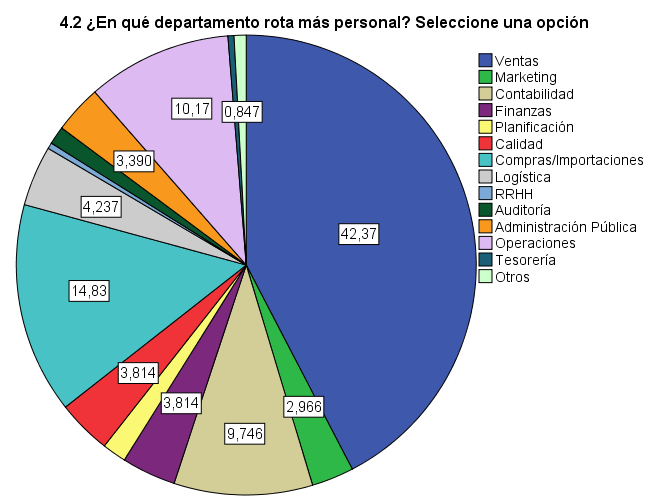 4.2 ¿En qué departamento rota más personal? Seleccione una opción
Ventas
Marketing
Contabilidad
Finanzas
Planificación
Calidad
Compras/Importaciones
Logística
RRHH
Auditoría
Administración Pública
Operaciones
Tesorería
Otros
10,17
0,847
3,390
4,237
42,37
14,83
3,814
3,814
2,966
9,746